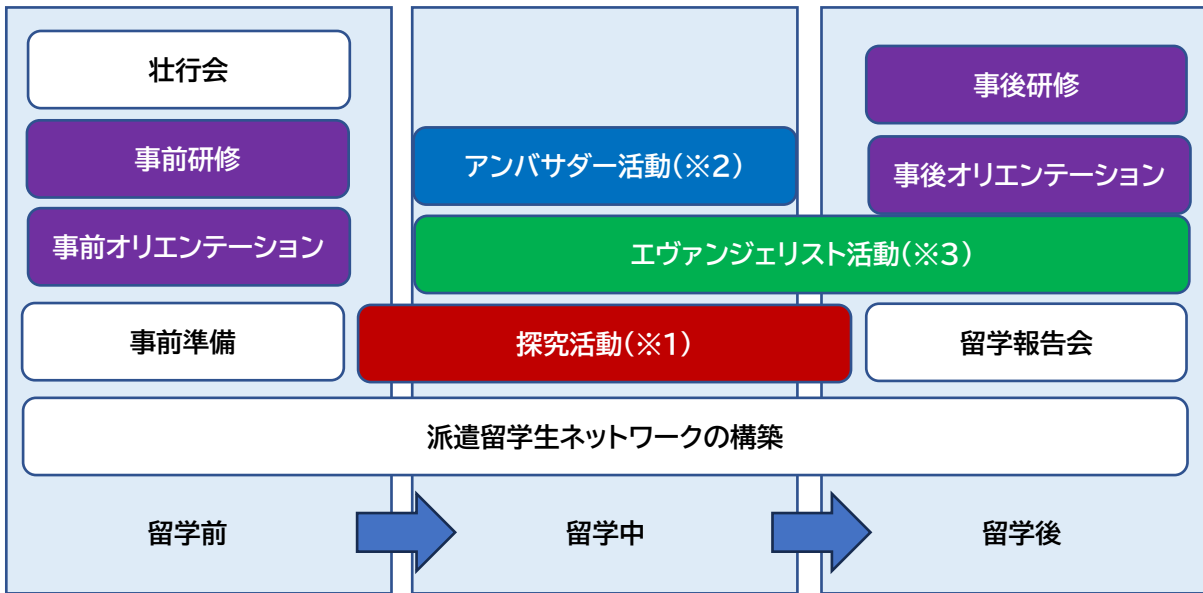 壮行会
事前研修
事前オリエンテーション
事前準備
アンバサダー活動(※2)
エヴァンジェリスト活動(※3)
探究活動(※1)
事後研修
事後オリエンテーション
留学報告会
派遣留学生ネットワークの構築
留学前
留学中
留学後